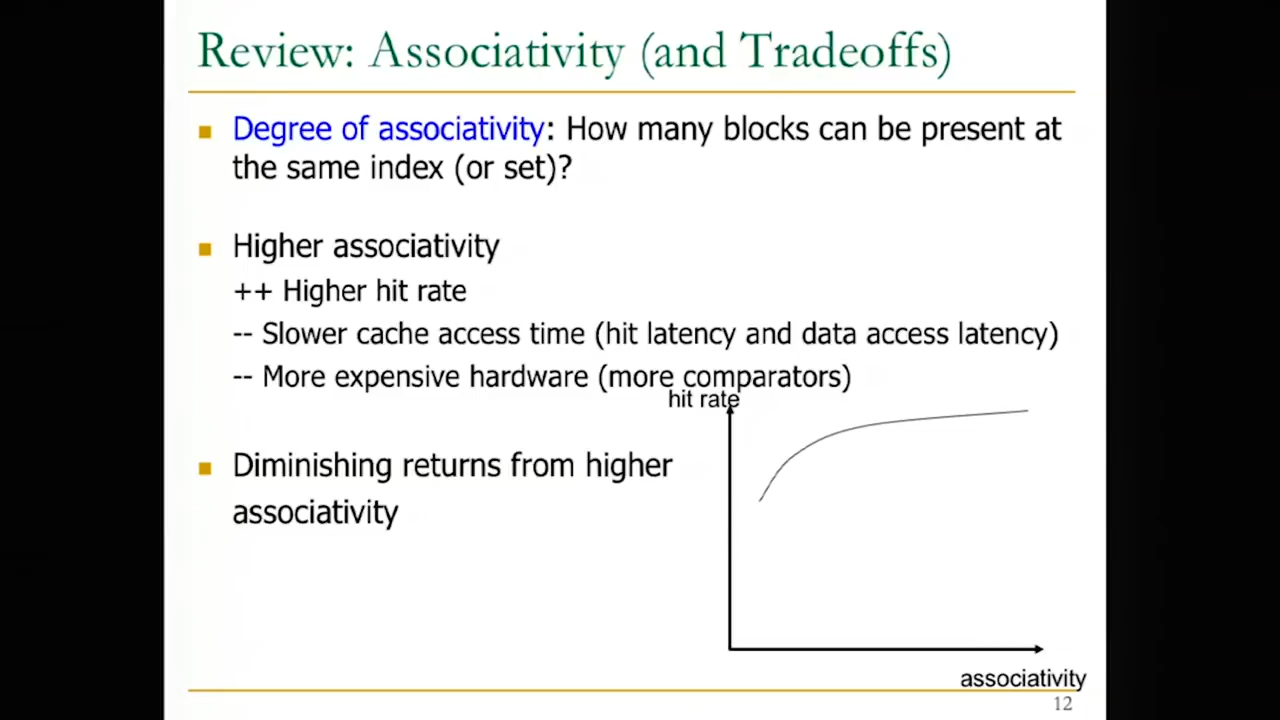 Review: Associativity (and Tradeoffs)
Degree of associativity: How many blocks can be present at
the same index (or set)?
Higher associativity
++ Higher hit rate
-- Slower cache access time (hit latency and data access latency)
-- More expensive hardware (more comparators)
hit rate
Diminishing returns from higher
associativity
associativity
12